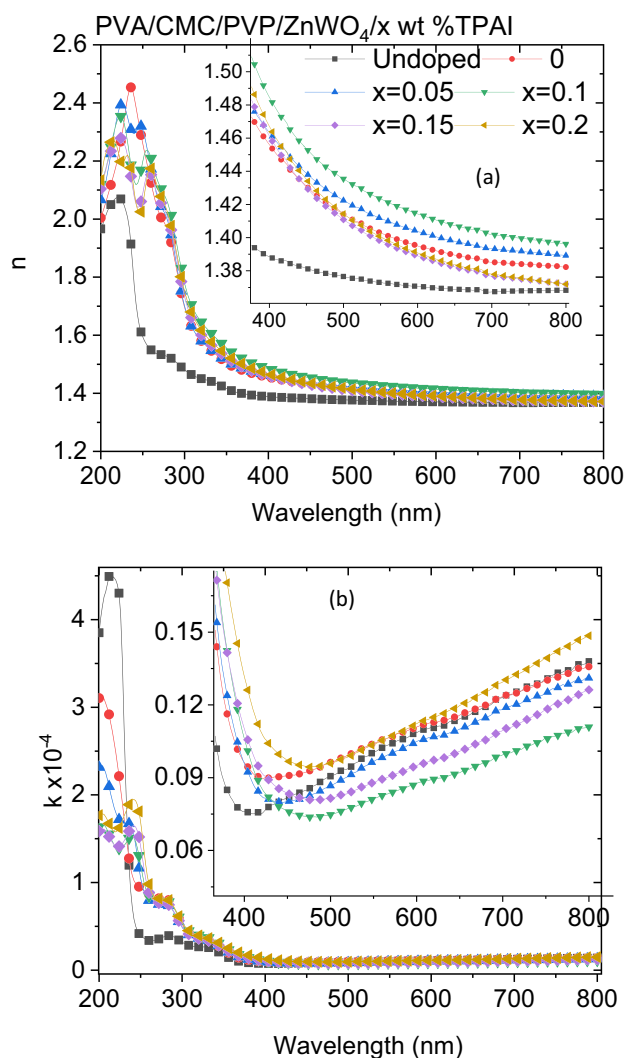 PVA/CMC/PVP/ZnWO4/x wt %TPAI
2.6
2.4
2.2
2.0
1.8
1.6
1.4
1.2
n
200 300 400 500 600 700 800
Wavelength (nm)
Undoped 0
x=0.05 x=0.1
x=0.15 x=0.2
(a)
1.50
1.48
1.46
1.44
1.42
1.40
1.38
400 500 600 700 800
4
3
2
1
0
k x10-4
200 300 400 500 600 700 800
Wavelength (nm)
(b)
0.15
0.12
0.09
0.06
400 500 600 700 800